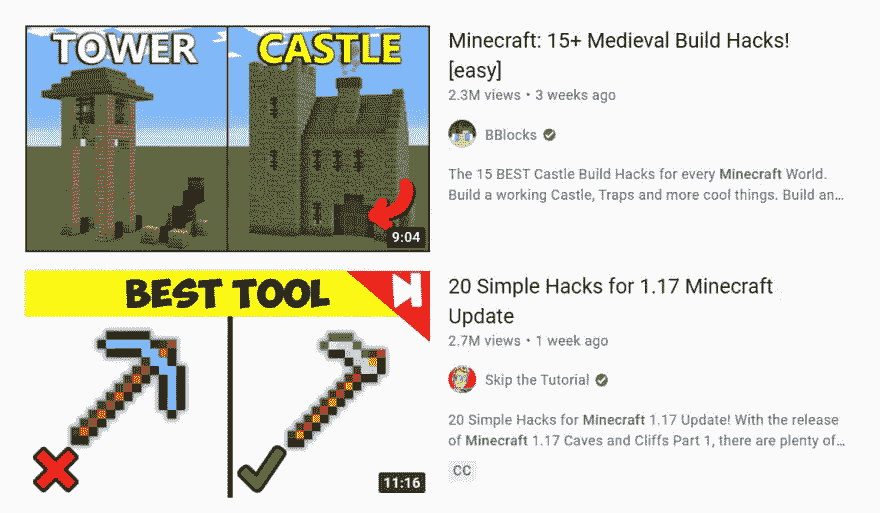 TOWER
CASTLE
9:04
Minecraft: 15+ Medieval Build Hacks!
[easy]
2.3M views • 3 weeks ago
BBlocks
The 15 BEST Castle Build Hacks for every Minecraft World.
Build a working Castle, Traps and more cool things. Build an...
BEST TOOL
11:16
20 Simple Hacks for 1.17 Minecraft
Update
2.7M views • 1 week ago
Skip the Tutorial
20 Simple Hacks for Minecraft 1.17 Update! With the release
of Minecraft 1.17 Caves and Cliffs Part 1, there are plenty of...
CC